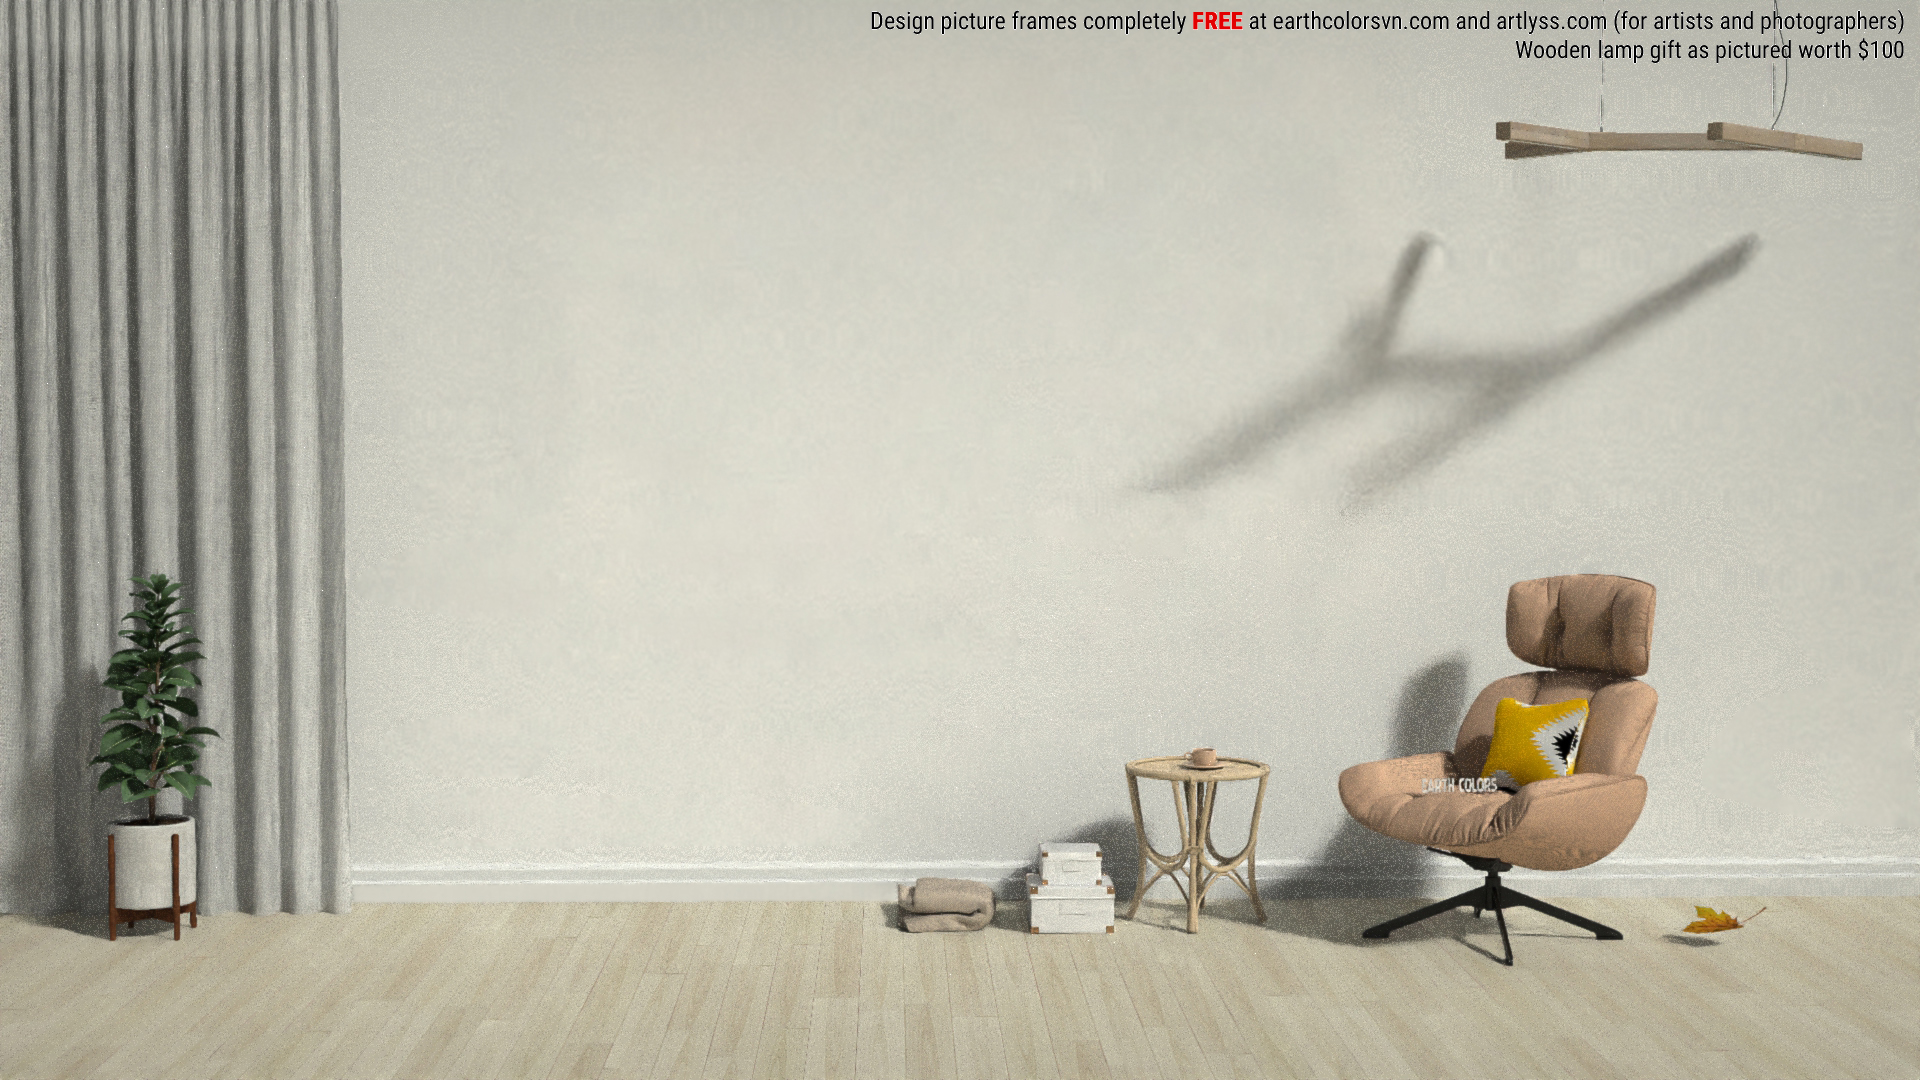 Design picture frames completely FREE at earthcolorsvn.com and artlyss.com (for artists and photographers)
Wooden lamp gift as pictured worth $100
EARTH COLORS